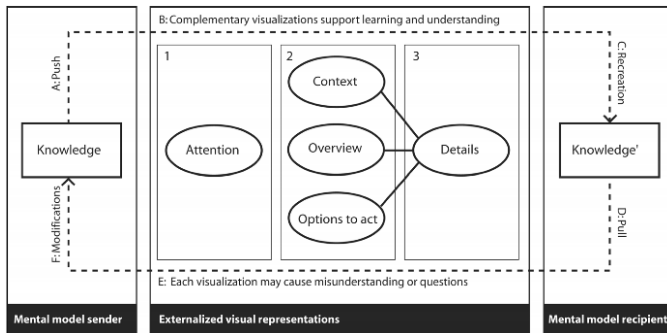 B: Complementary visualizations support learning and understanding
A: Push
C: Recreation
1
2
3
Context
Knowledge
Attention
Overview
Details
Knowledge'
Options to act
F: Modifications
D: Pull
E: Each visualization may cause misunderstanding or questions
Mental model sender
Externalized visual representations
Mental model recipient